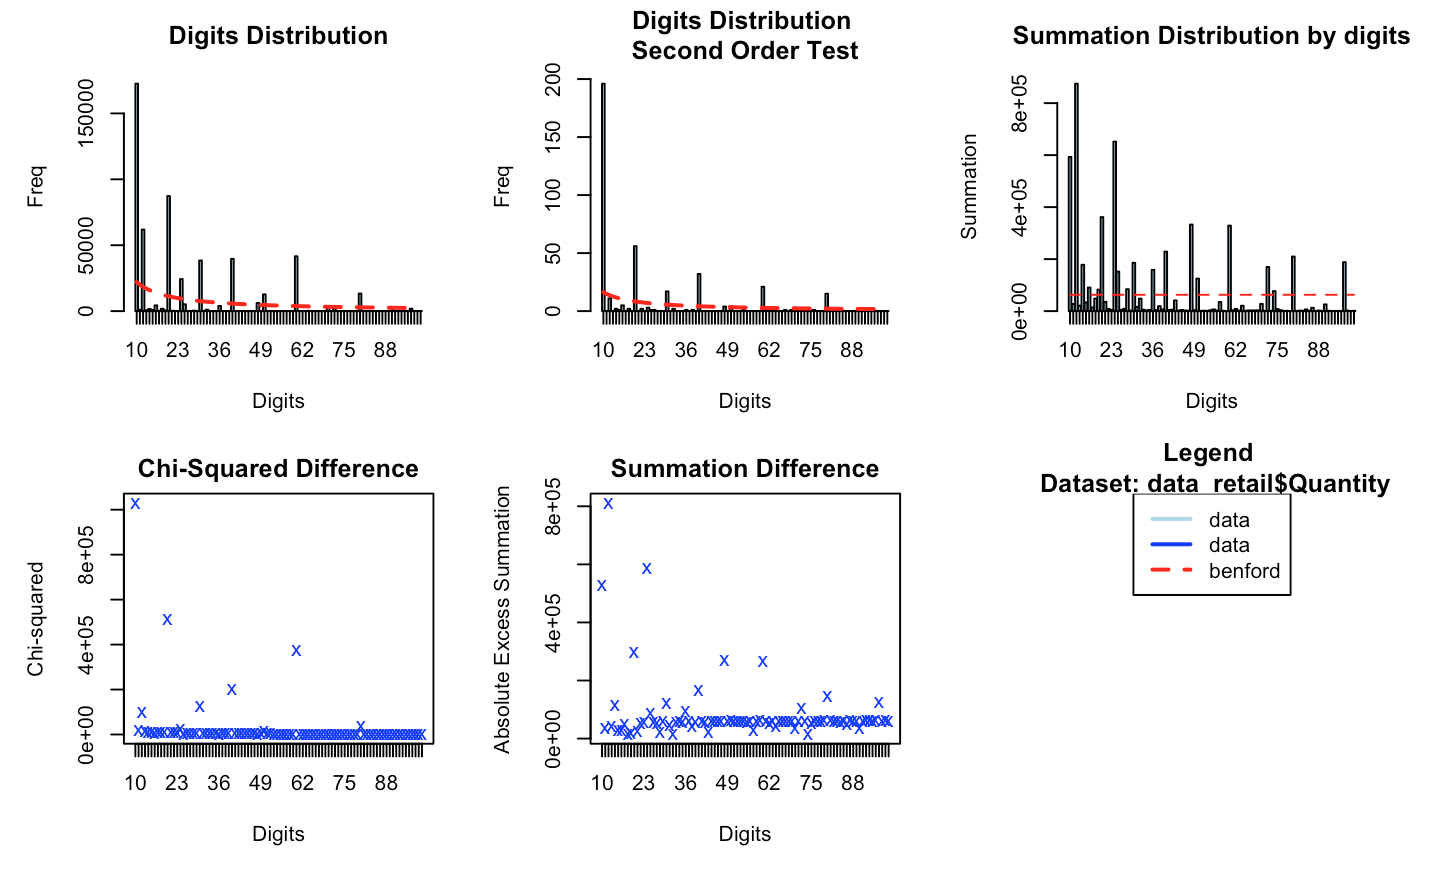 Digits Distribution
Freq
0
50000
150000
10 23 36 49 62 75 88
Digits
Digits Distribution
Second Order Test
Freq
0
50
100
150
200
10 23 36 49 62 75 88
Digits
Summation Distribution by digits
Summation
0e+00
4e+05
8e+05
10 23 36 49 62 75 88
Digits
Chi-Squared Difference
Chi-squared
0e+00
4e+05
8e+05
10 23 36 49 62 75 88
Digits
Summation Difference
Absolute Excess Summation
0e+00
4e+05
8e+05
10 23 36 49 62 75 88
Digits
Legend
Dataset: data_retail$Quantity
data
data
benford